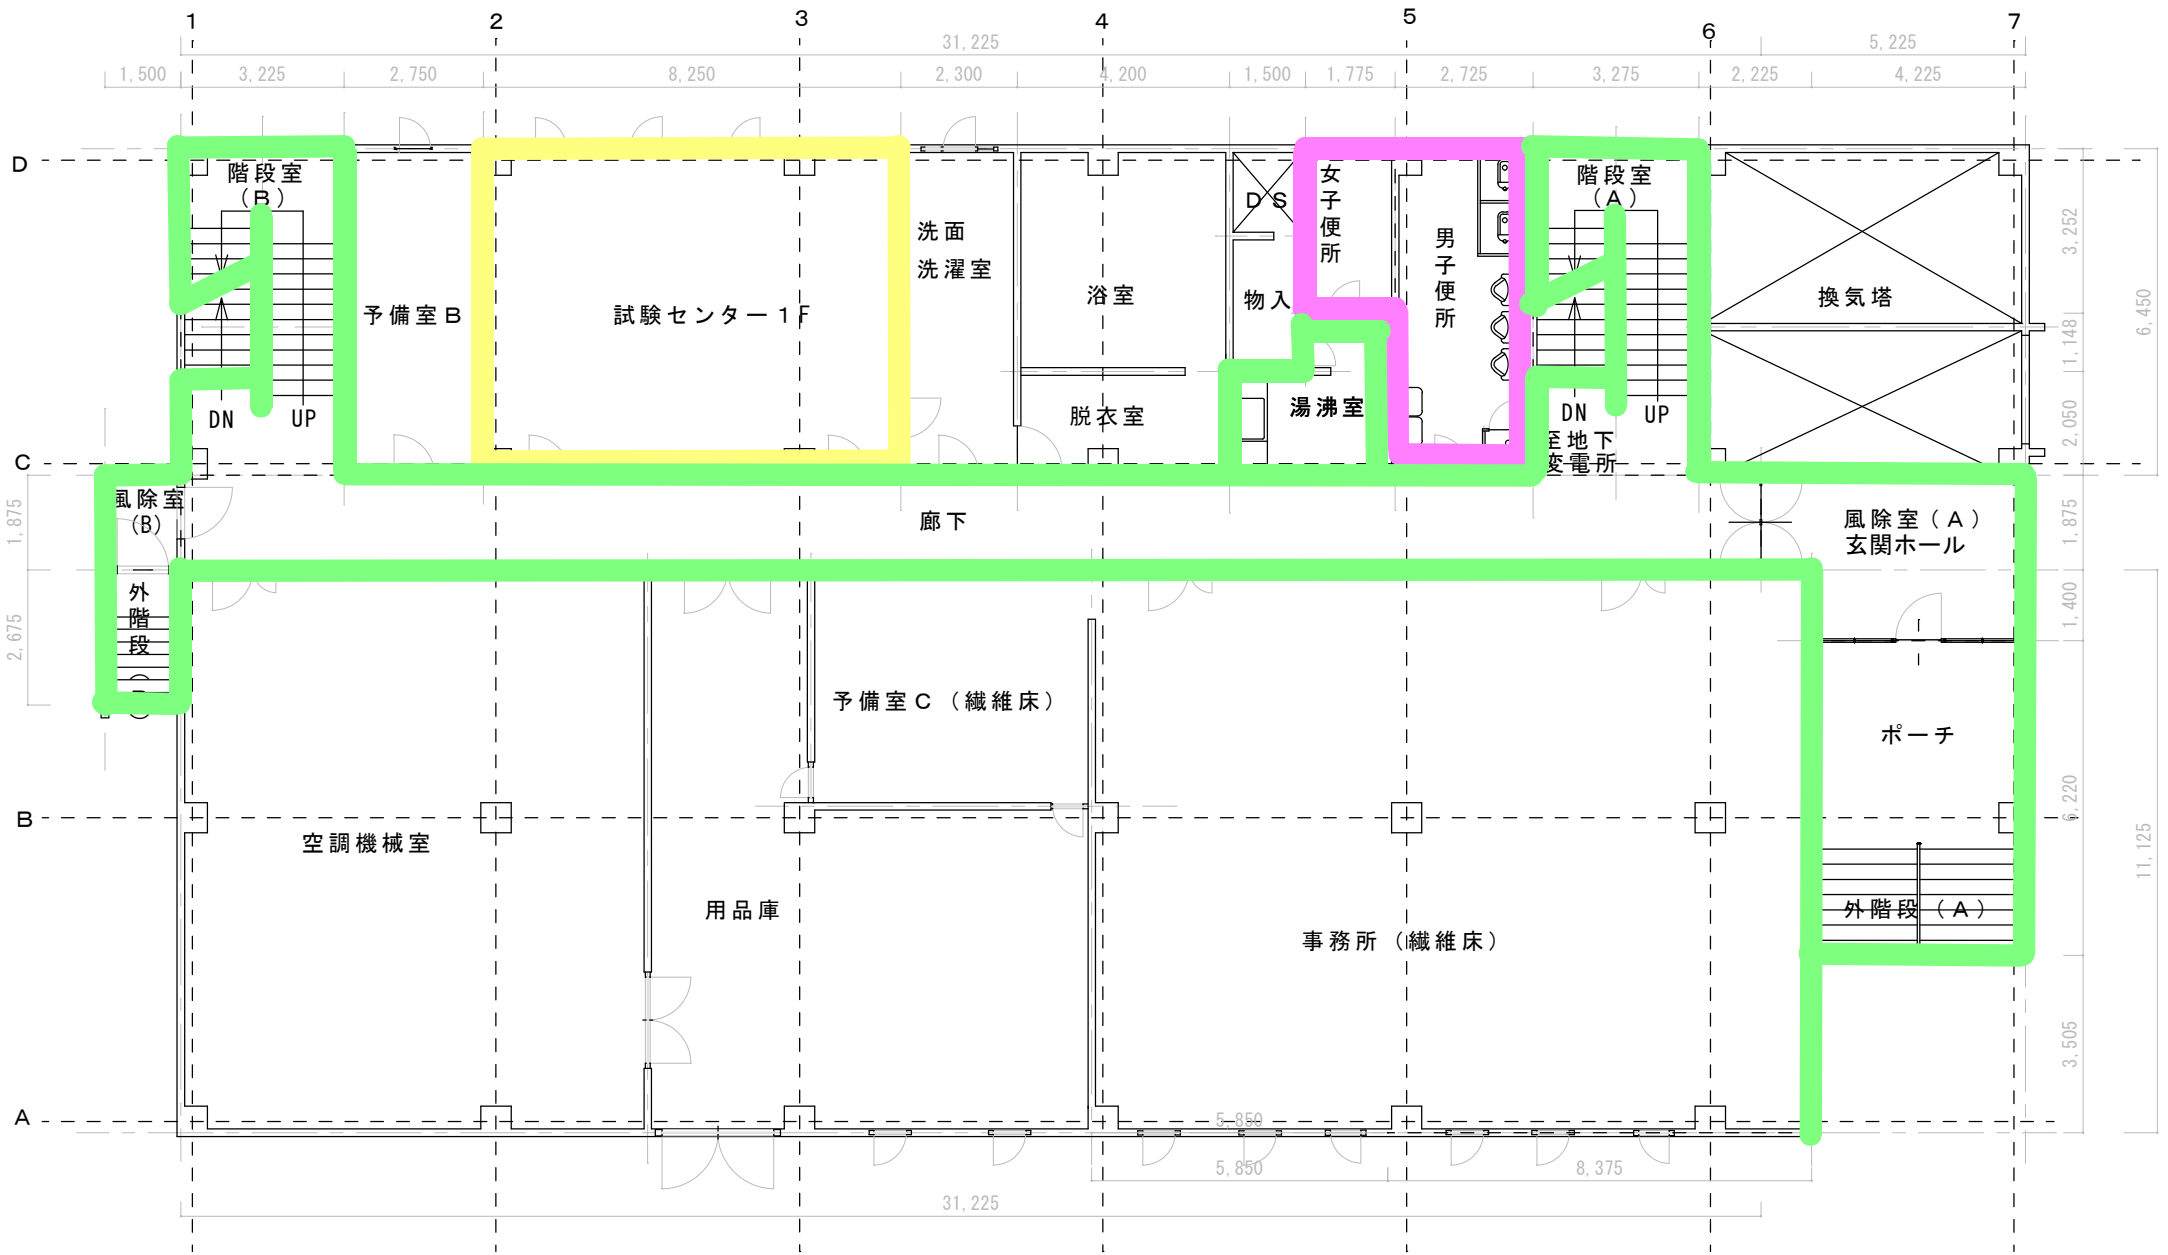 1 2 3 4 5 6 7
31,225 5,225
1,500 3,225 2,750 8,250 2,300 4,200 1,500 1,775 2,725 3,275 2,225 4,225
D
階段室
(B)
DN UP
予備室B
試験センター1F
洗面
洗濯室
浴室
脱衣室
DS
物入
女子便所
男子便所
湯沸室
階段室
(A)
DN UP
至地下
変電所
換気塔
3,252
1,148
2,050
6,450
C
風除室
(B)
廊下
風除室(A)
玄関ホール
1,875
2,675
1,875
1,400
外階段
ポーチ
予備室C(繊維床)
B
空調機械室
用品庫
事務所(繊維床)
外階段(A)
6,220
11,125
3,505
A
5,850
5,850 8,375
31,225